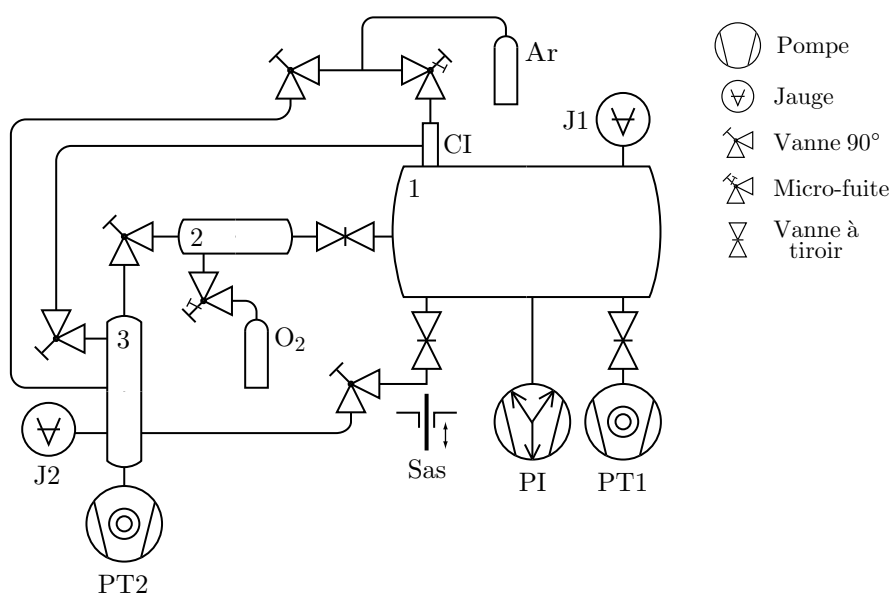 Ar
Pompe
J1
Jauge
CI
Vanne 90°
1
Micro-fuite
2
Vanne à
tiroir
3
O₂
J2
Sas
PI
PT1
PT2